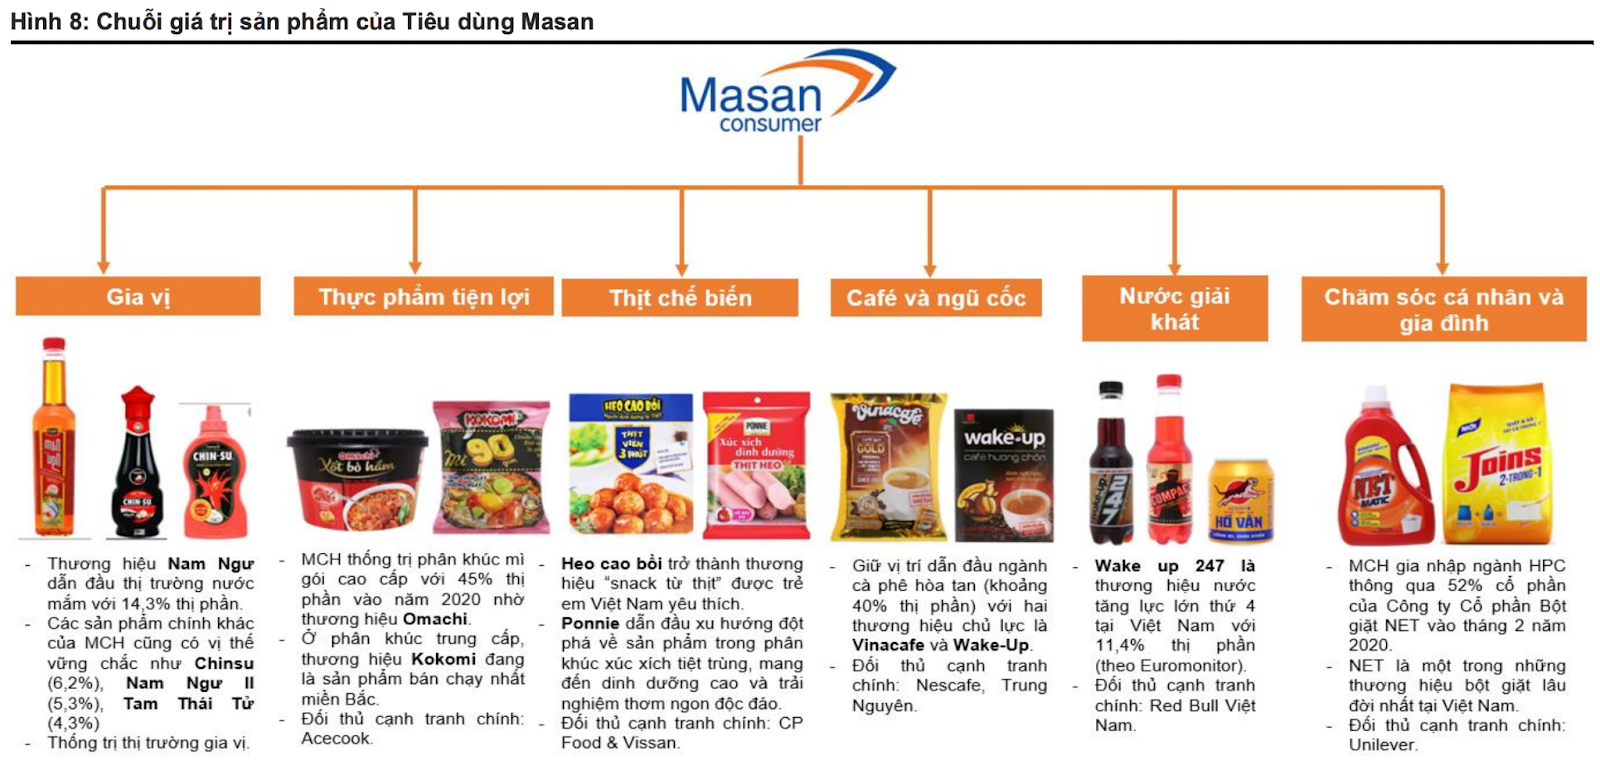 Hình 8: Chuỗi giá trị sản phẩm của Tiêu dùng Masan
Masan
consumer
Gia vị
Thực phẩm tiện lợi
Thịt chế biến
Café và ngũ cốc
Nước giải
khát
Chăm sóc cá nhân và
gia đình
CHIN-SU
CHIN-SU
Omachi
Xốt bò hầm
KOKOMI
90
HEO CAO BỒI
THỊT VIÊN
3 PHÚT
PONNIE
Xúc xích
dinh dưỡng
THỊT HEO
Vinacafé
GOLD
wake-up
café hương chồn
wake-up
247
COMPACT
HỔ VẰN
NET
MATIC
MỚI
Joins
2-TRONG-1
- Thương hiệu Nam Ngư
dẫn đầu thị trường nước
mắm với 14,3% thị phần.
- Các sản phẩm chính khác
của MCH cũng có vị thế
vững chắc như Chinsu
(6,2%), Nam Ngư II
(5,3%), Tam Thái Tử
(4,3%)
- Thống trị thị trường gia vị.
- MCH thống trị phân khúc mì
gói cao cấp với 45% thị
phần vào năm 2020 nhờ
thương hiệu Omachi.
- Ở phân khúc trung cấp,
thương hiệu Kokomi đang
là sản phẩm bán chạy nhất
miền Bắc.
- Đối thủ cạnh tranh chính:
Acecook.
- Heo cao bồi trở thành thương
hiệu “snack từ thịt” được trẻ
em Việt Nam yêu thích.
- Ponnie dẫn đầu xu hướng đột
phá về sản phẩm trong phân
khúc xúc xích tiệt trùng, mang
đến dinh dưỡng cao và trải
nghiệm thơm ngon độc đáo.
- Đối thủ cạnh tranh chính: CP
Food & Vissan.
- Giữ vị trí dẫn đầu ngành
cà phê hòa tan (khoảng
40% thị phần) với hai
thương hiệu chủ lực là
Vinacafe và Wake-Up.
- Đối thủ cạnh tranh
chính: Nescafe, Trung
Nguyên.
- Wake up 247 là
thương hiệu nước
tăng lực lớn thứ 4
tại Việt Nam với
11,4% thị phần
(theo Euromonitor).
- Đối thủ cạnh tranh
chính: Red Bull Việt
Nam.
- MCH gia nhập ngành HPC
thông qua 52% cổ phần
của Công ty Cổ phần Bột
giặt NET vào tháng 2 năm
2020.
- NET là một trong những
thương hiệu bột giặt lâu
đời nhất tại Việt Nam.
- Đối thủ cạnh tranh chính:
Unilever.